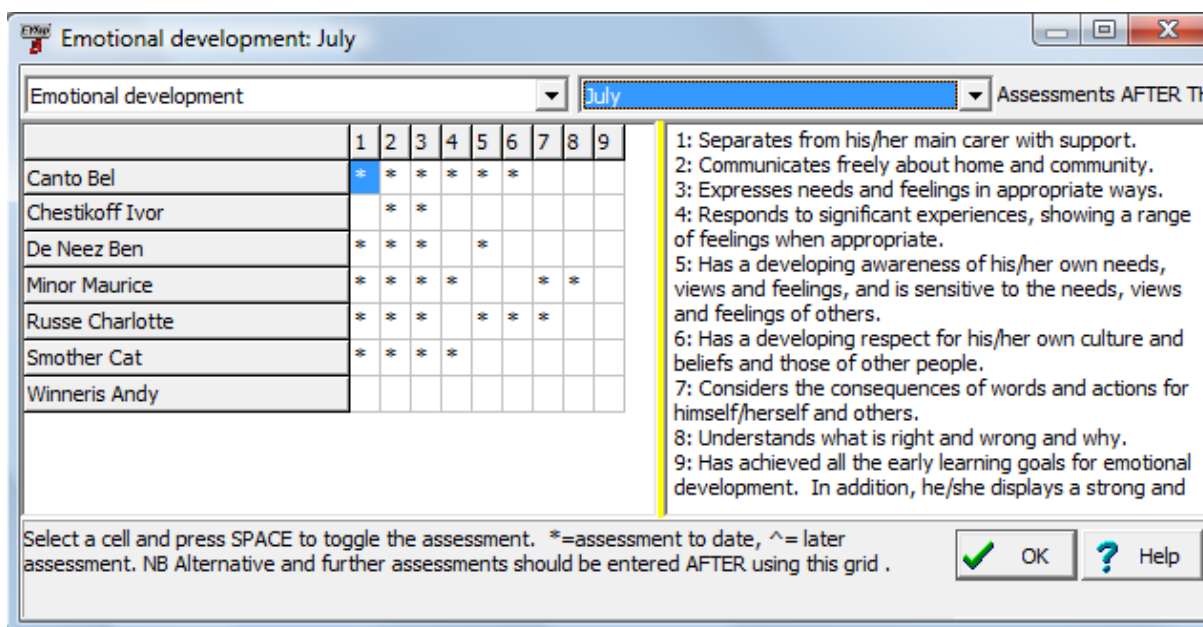 Emotional development: July
Emotional development
July
Assessments AFTER TH
1 2 3 4 5 6 7 8 9
Canto Bel * * * * * *
Chestikoff Ivor * *
De Neez Ben * * * *
Minor Maurice * * * * * *
Russe Charlotte * * * * * *
Smother Cat * * * *
Winneris Andy
1: Separates from his/her main carer with support.
2: Communicates freely about home and community.
3: Expresses needs and feelings in appropriate ways.
4: Responds to significant experiences, showing a range
of feelings when appropriate.
5: Has a developing awareness of his/her own needs,
views and feelings, and is sensitive to the needs, views
and feelings of others.
6: Has a developing respect for his/her own culture and
beliefs and those of other people.
7: Considers the consequences of words and actions for
himself/herself and others.
8: Understands what is right and wrong and why.
9: Has achieved all the early learning goals for emotional
development.  In addition, he/she displays a strong and
Select a cell and press SPACE to toggle the assessment.  *=assessment to date, ^= later
assessment. NB Alternative and further assessments should be entered AFTER using this grid .
OK
Help